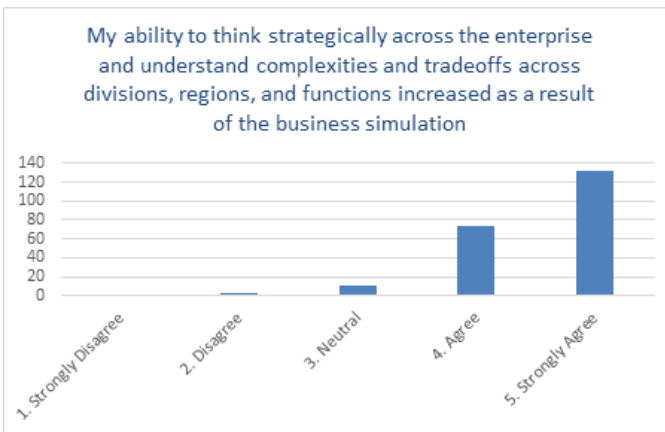 My ability to think strategically across the enterprise
and understand complexities and tradeoffs across
divisions, regions, and functions increased as a result
of the business simulation
140
120
100
80
60
40
20
0
1. Strongly Disagree
2. Disagree
3. Neutral
4. Agree
5. Strongly Agree